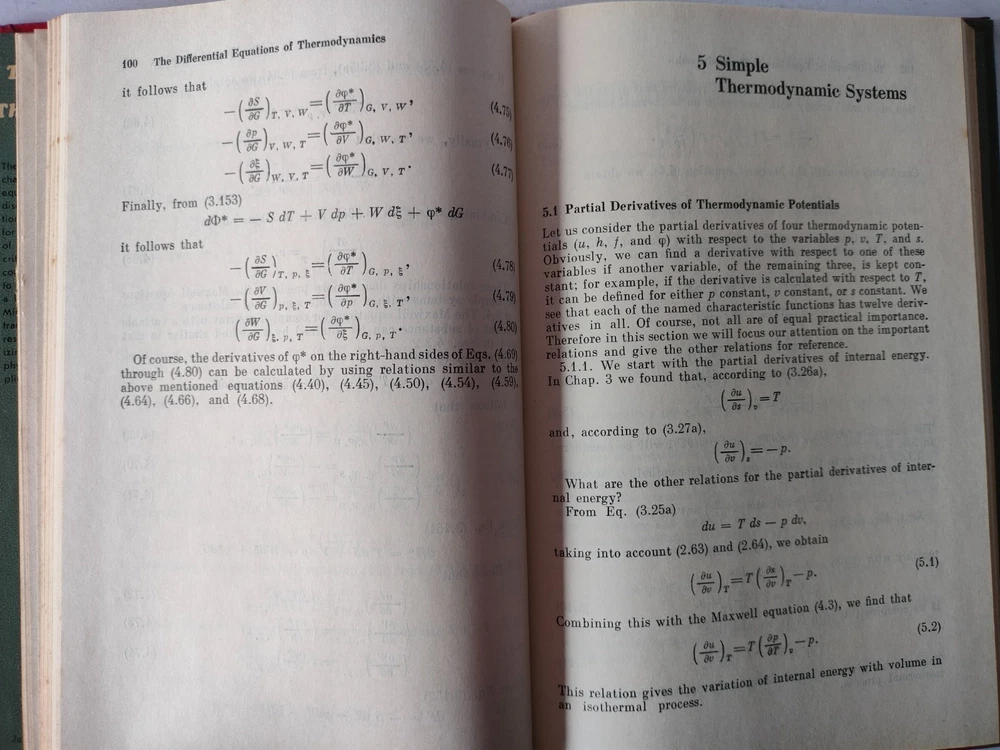 100 The Differential Equations of Thermodynamics
it follows that
−(∂S/∂G)_{T, V, W} = (∂φ*/∂T)_{G, V, W}, (4.75)
−(∂p/∂G)_{V, W, T} = (∂φ*/∂V)_{G, W, T}, (4.76)
−(∂ξ/∂G)_{W, V, T} = (∂φ*/∂W)_{G, V, T}. (4.77)
Finally, from (3.153)
dΦ* = − S dT + V dp + W dξ + φ* dG
it follows that
−(∂S/∂G)_{T, p, ξ} = (∂φ*/∂T)_{G, p, ξ}, (4.78)
−(∂V/∂G)_{p, ξ, T} = (∂φ*/∂p)_{G, ξ, T}, (4.79)
(∂W/∂G)_{ξ, p, T} = (∂φ*/∂ξ)_{G, p, T}. (4.80)
Of course, the derivatives of φ* on the right-hand sides of Eqs. (4.69)
through (4.80) can be calculated by using relations similar to the
above mentioned equations (4.40), (4.45), (4.50), (4.54), (4.59),
(4.64), (4.66), and (4.68).
5 Simple
Thermodynamic Systems
5.1 Partial Derivatives of Thermodynamic Potentials
Let us consider the partial derivatives of four thermodynamic poten-
tials (u, h, f, and φ) with respect to the variables p, v, T, and s.
Obviously, we can find a derivative with respect to one of these
variables if another variable, of the remaining three, is kept con-
stant; for example, if the derivative is calculated with respect to T,
it can be defined for either p constant, v constant, or s constant. We
see that each of the named characteristic functions has twelve deriv-
atives in all. Of course, not all are of equal practical importance.
Therefore in this section we will focus our attention on the important
relations and give the other relations for reference.
5.1.1. We start with the partial derivatives of internal energy.
In Chap. 3 we found that, according to (3.26a),
(∂u/∂s)_v = T
and, according to (3.27a),
(∂u/∂v)_s = −p.
What are the other relations for the partial derivatives of inter-
nal energy?
From Eq. (3.25a)
du = T ds − p dv,
taking into account (2.63) and (2.64), we obtain
(∂u/∂v)_T = T(∂s/∂v)_T − p. (5.1)
Combining this with the Maxwell equation (4.3), we find that
(∂u/∂v)_T = T(∂p/∂T)_v − p. (5.2)
This relation gives the variation of internal energy with volume in
an isothermal process.